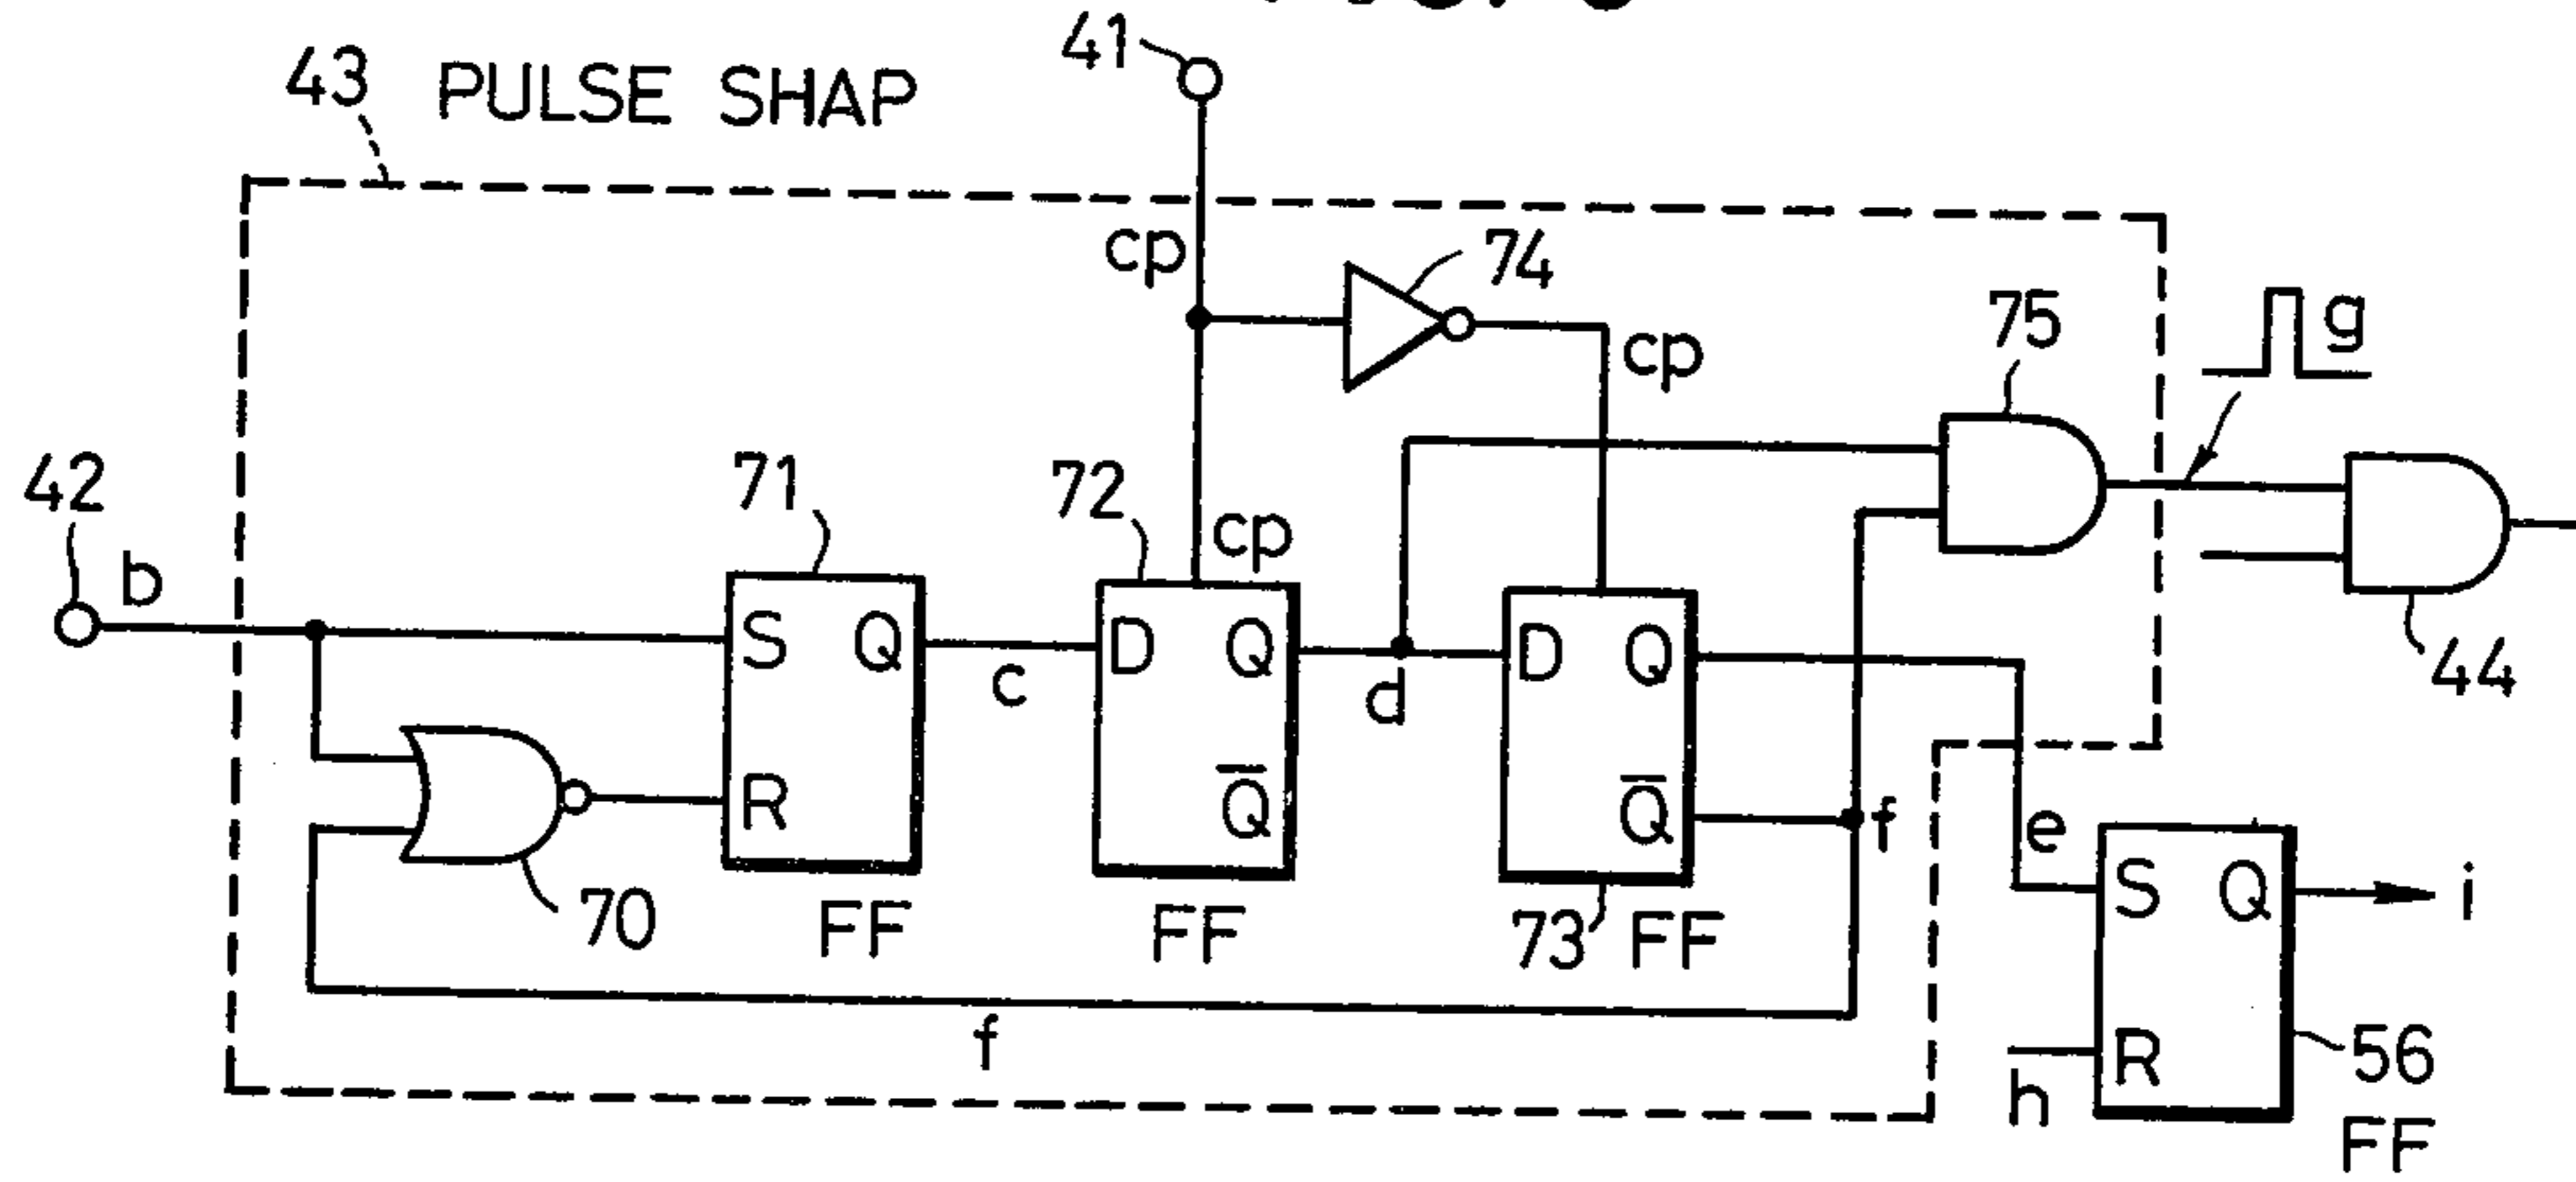 41
43 PULSE SHAP
cp
74
cp
75
g
42
b
71
72
cp
44
S Q
R
FF
c
D Q
Q̅
FF
d
D Q
Q̅
73 FF
f
e
70
f
S Q
R
i
h
56
FF